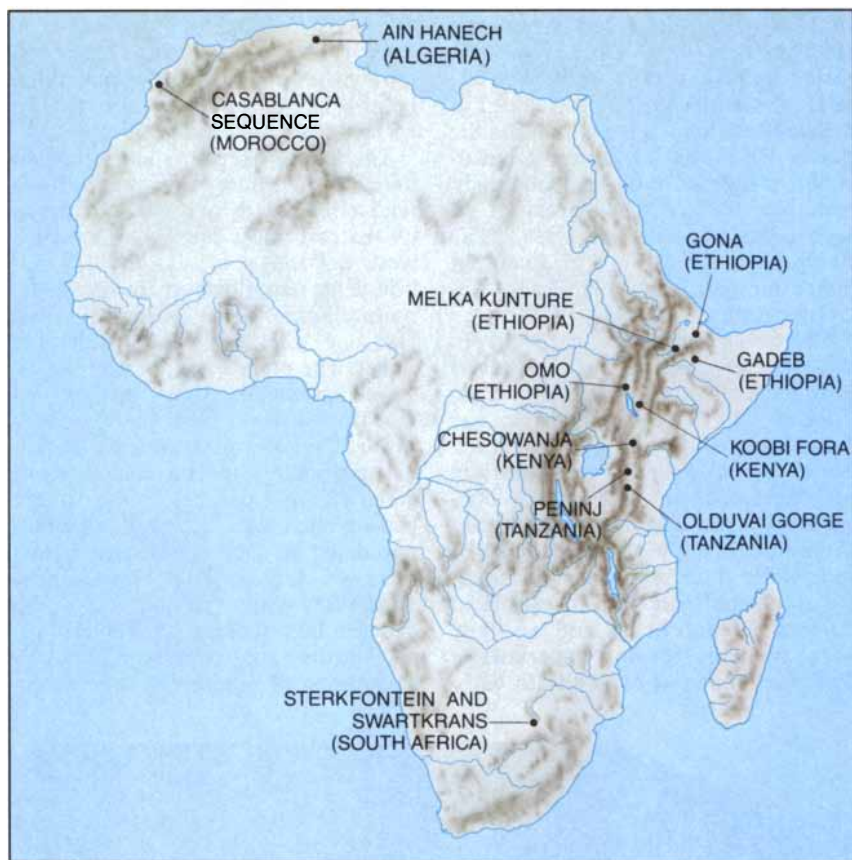 AIN HANECH
(ALGERIA)
CASABLANCA
SEQUENCE
(MOROCCO)
GONA
(ETHIOPIA)
MELKA KUNTURE
(ETHIOPIA)
GADEB
(ETHIOPIA)
OMO
(ETHIOPIA)
CHESOWANJA
(KENYA)
KOOBI FORA
(KENYA)
PENINJ
(TANZANIA)
OLDUVAI GORGE
(TANZANIA)
STERKFONTEIN AND
SWARTKRANS
(SOUTH AFRICA)